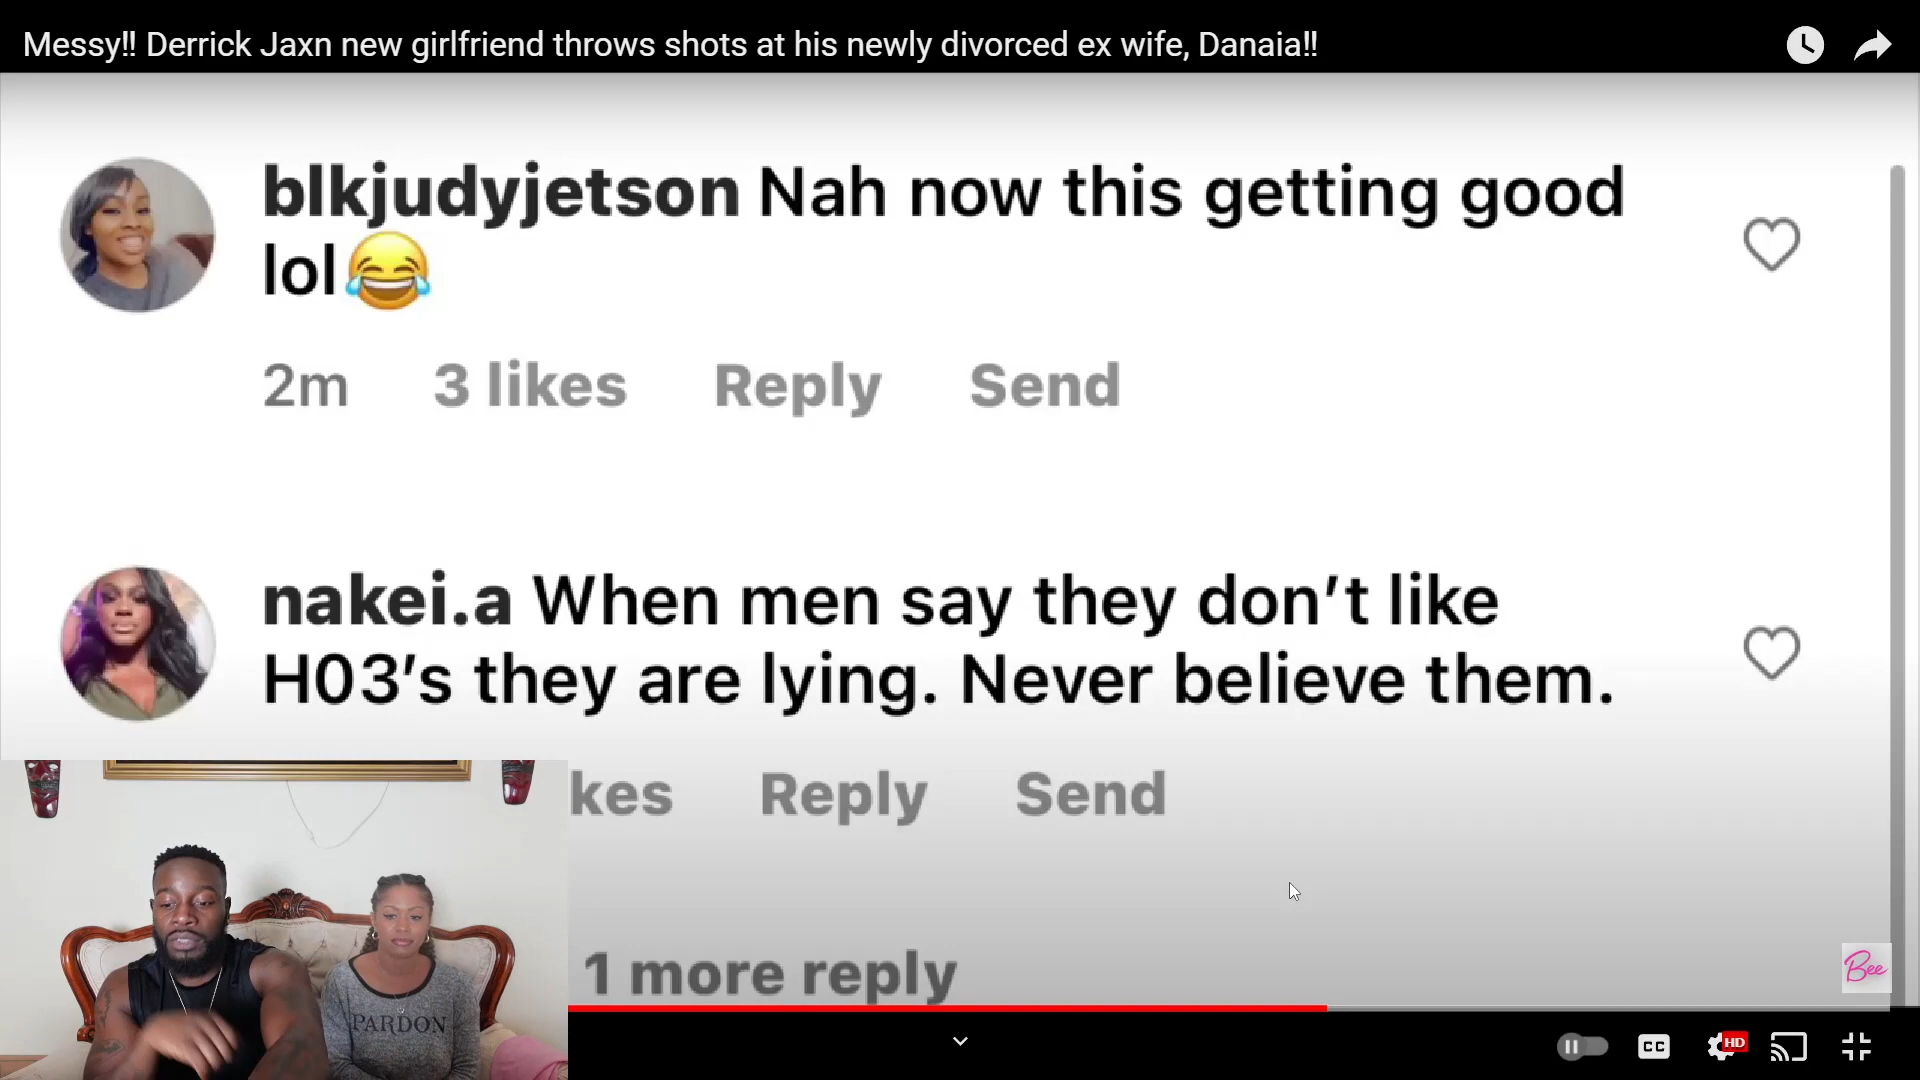 Messy!! Derrick Jaxn new girlfriend throws shots at his newly divorced ex wife, Danaia!!
blkjudyjetson Nah now this getting good
lol😂
2m 3 likes Reply Send
nakei.a When men say they don’t like
H03’s they are lying. Never believe them.
kes Reply Send
1 more reply
Bee
PARDON
CC HD